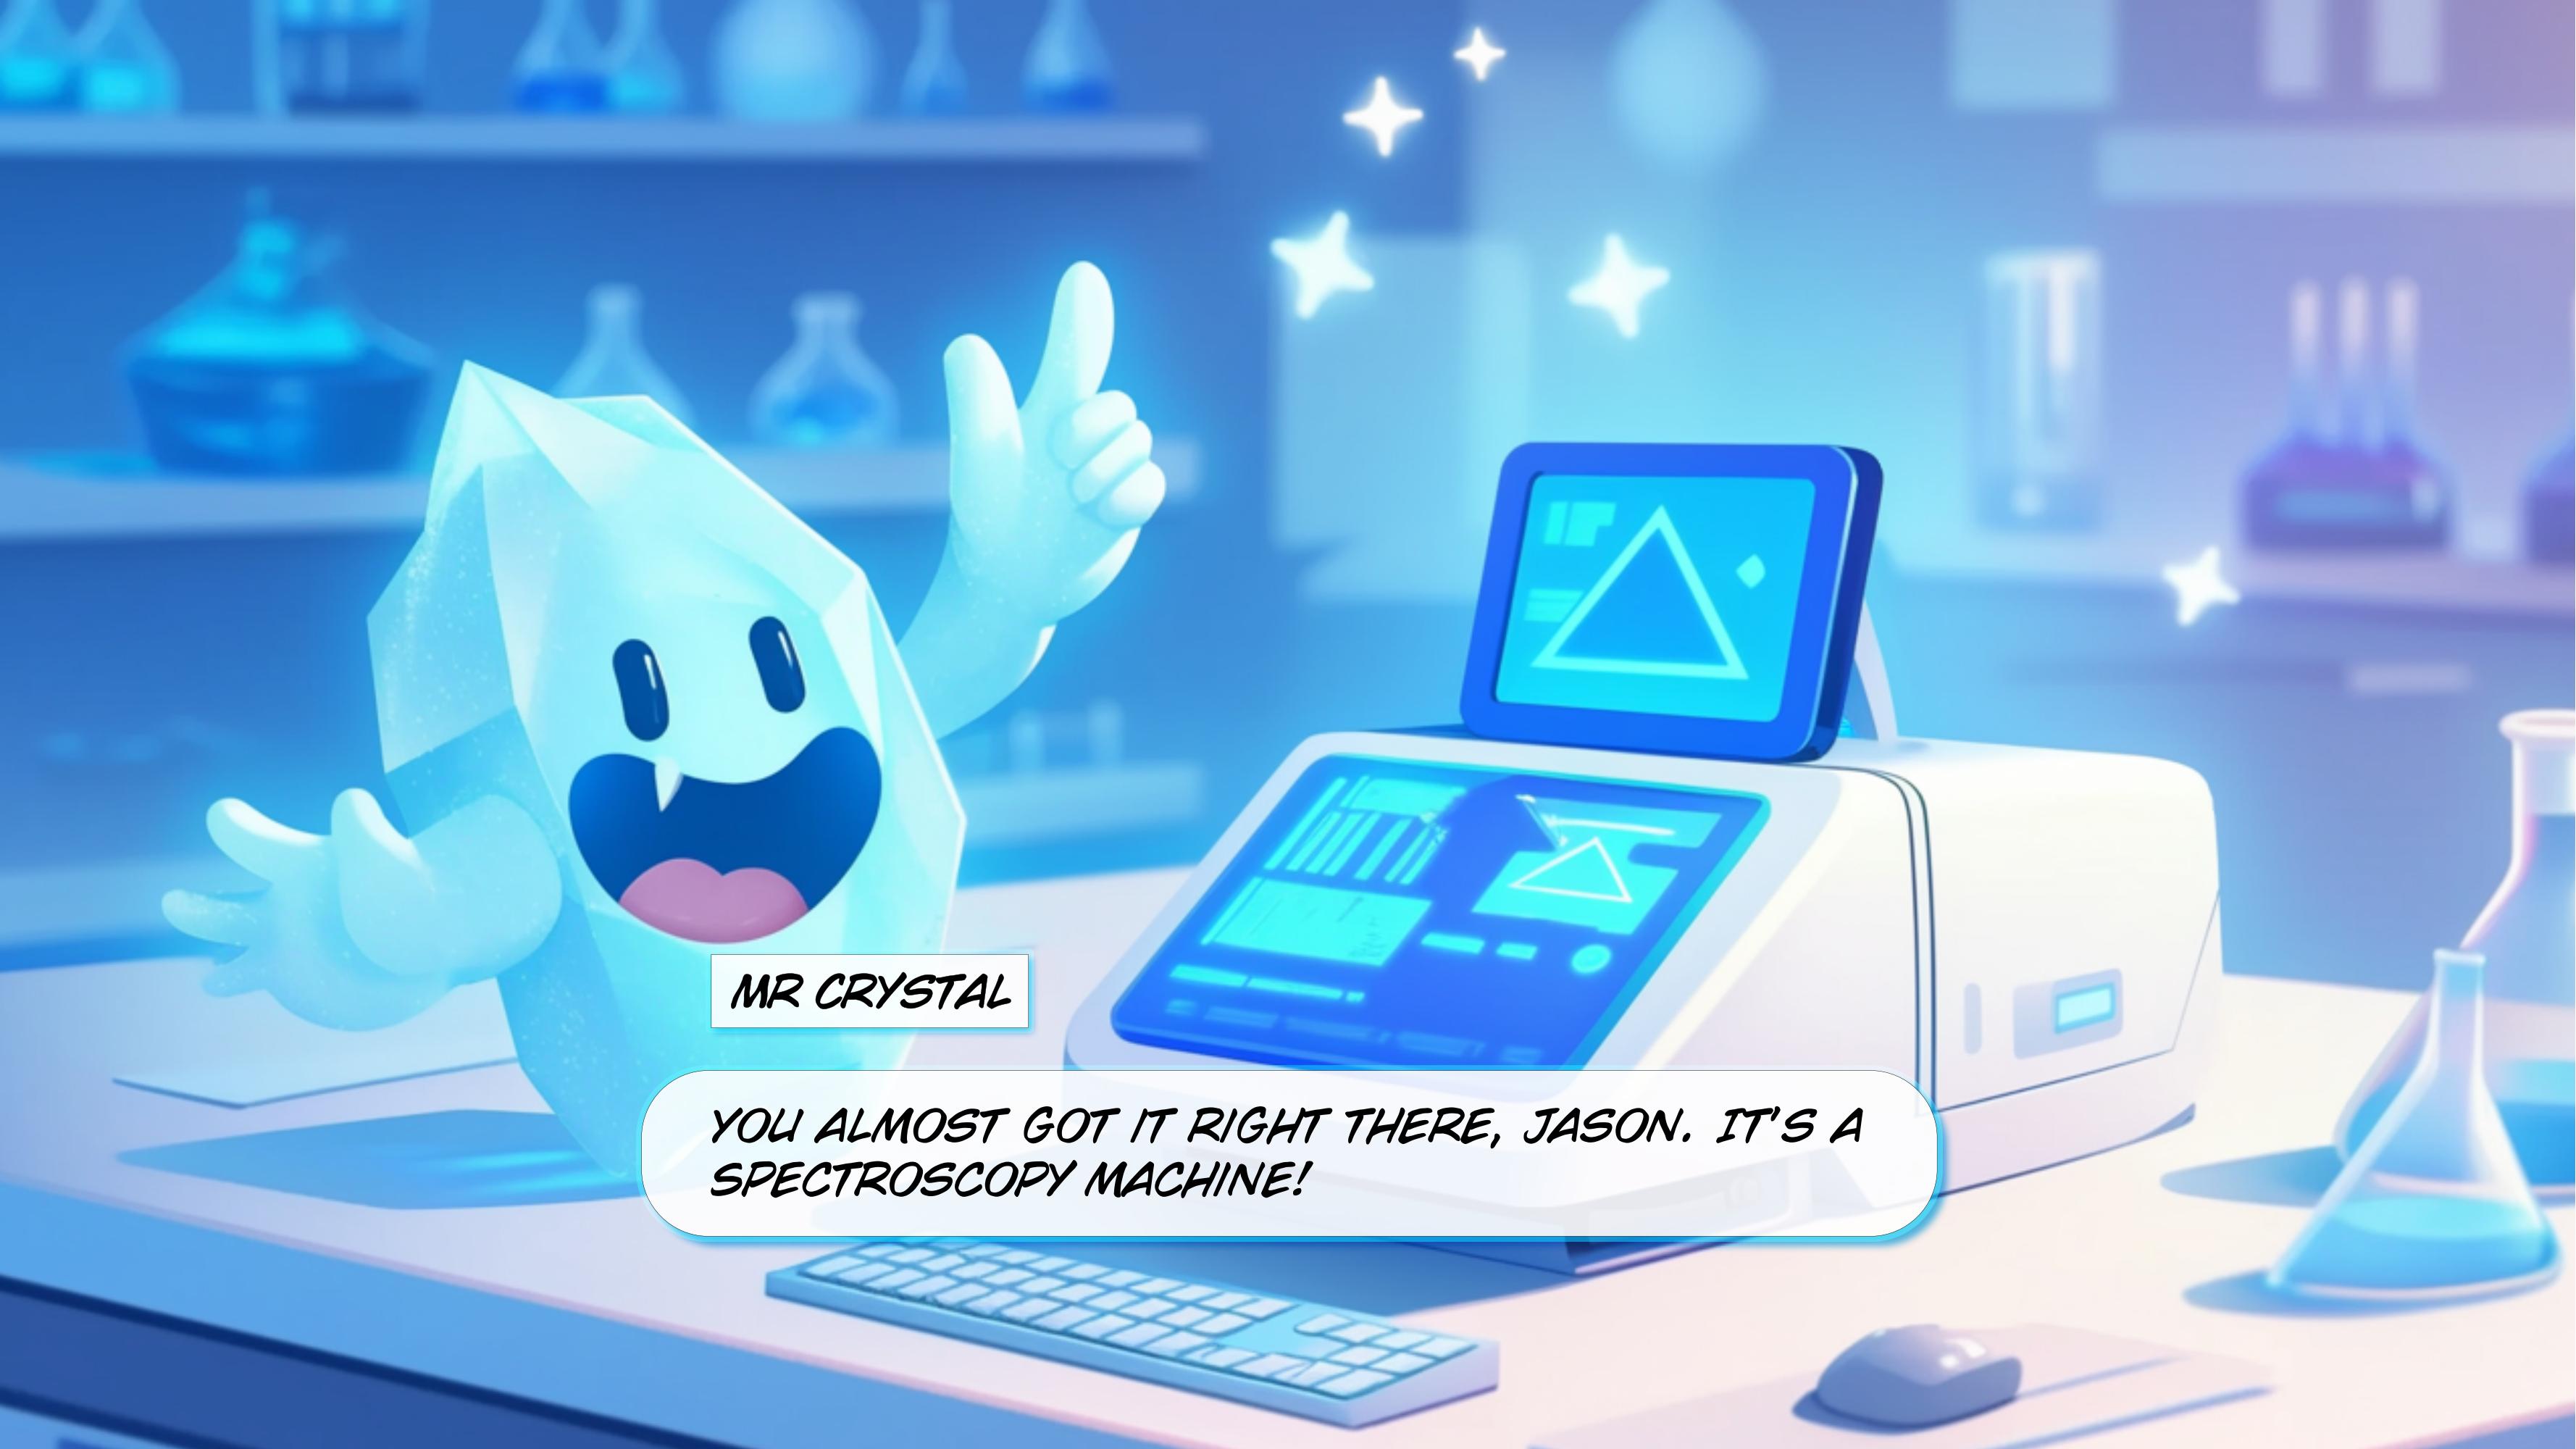 MR CRYSTAL
YOU ALMOST GOT IT RIGHT THERE, JASON. IT'S A
SPECTROSCOPY MACHINE!